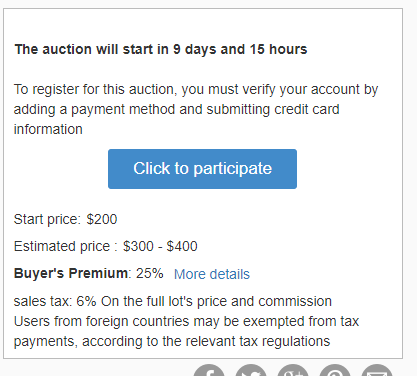 The auction will start in 9 days and 15 hours
To register for this auction, you must verify your account by
adding a payment method and submitting credit card
information
Click to participate
Start price: $200
Estimated price : $300 - $400
Buyer's Premium: 25% More details
sales tax: 6% On the full lot's price and commission
Users from foreign countries may be exempted from tax
payments, according to the relevant tax regulations